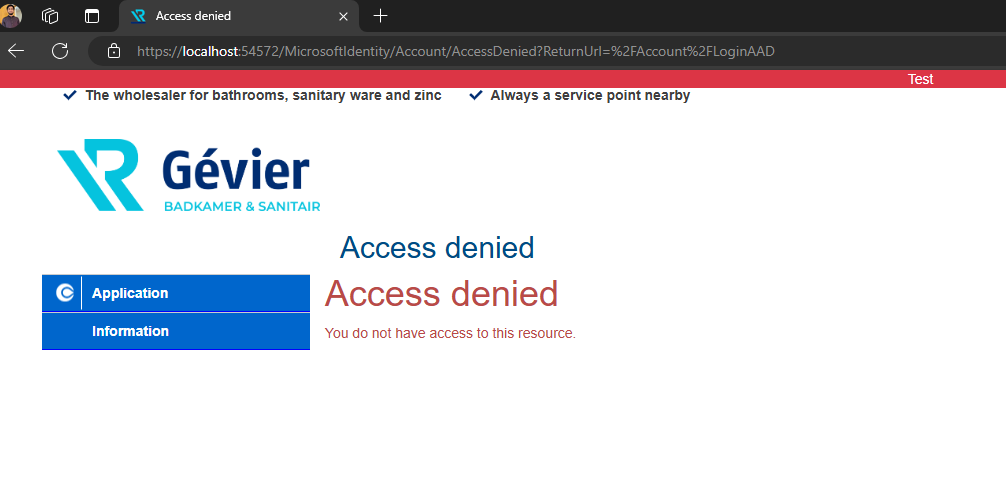 Access denied
https://localhost:54572/MicrosoftIdentity/Account/AccessDenied?ReturnUrl=%2FAccount%2FLoginAAD
Test
The wholesaler for bathrooms, sanitary ware and zinc
Always a service point nearby
Gévier
BADKAMER & SANITAIR
Access denied
Application
Access denied
Information
You do not have access to this resource.